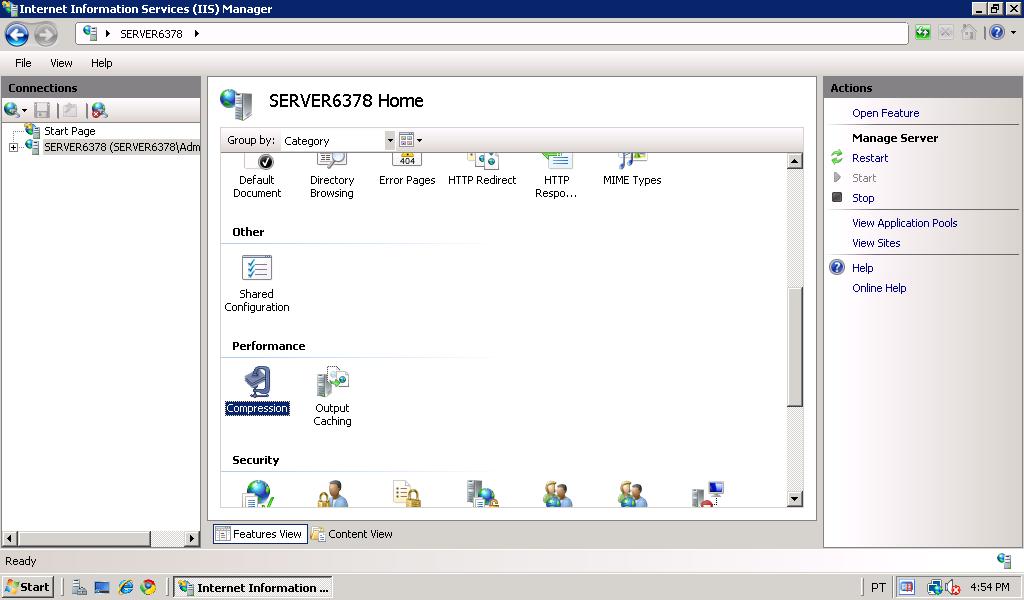 Internet Information Services (IIS) Manager
SERVER6378
File View Help
Connections
Start Page
SERVER6378 (SERVER6378\Adm
SERVER6378 Home
Group by: Category
404
Default Document
Directory Browsing
Error Pages
HTTP Redirect
HTTP Respo...
MIME Types
Other
Shared Configuration
Performance
Compression
Output Caching
Security
Features View
Content View
Actions
Open Feature
Manage Server
Restart
Start
Stop
View Application Pools
View Sites
Help
Online Help
Ready
Start
Internet Information ...
PT
4:54 PM